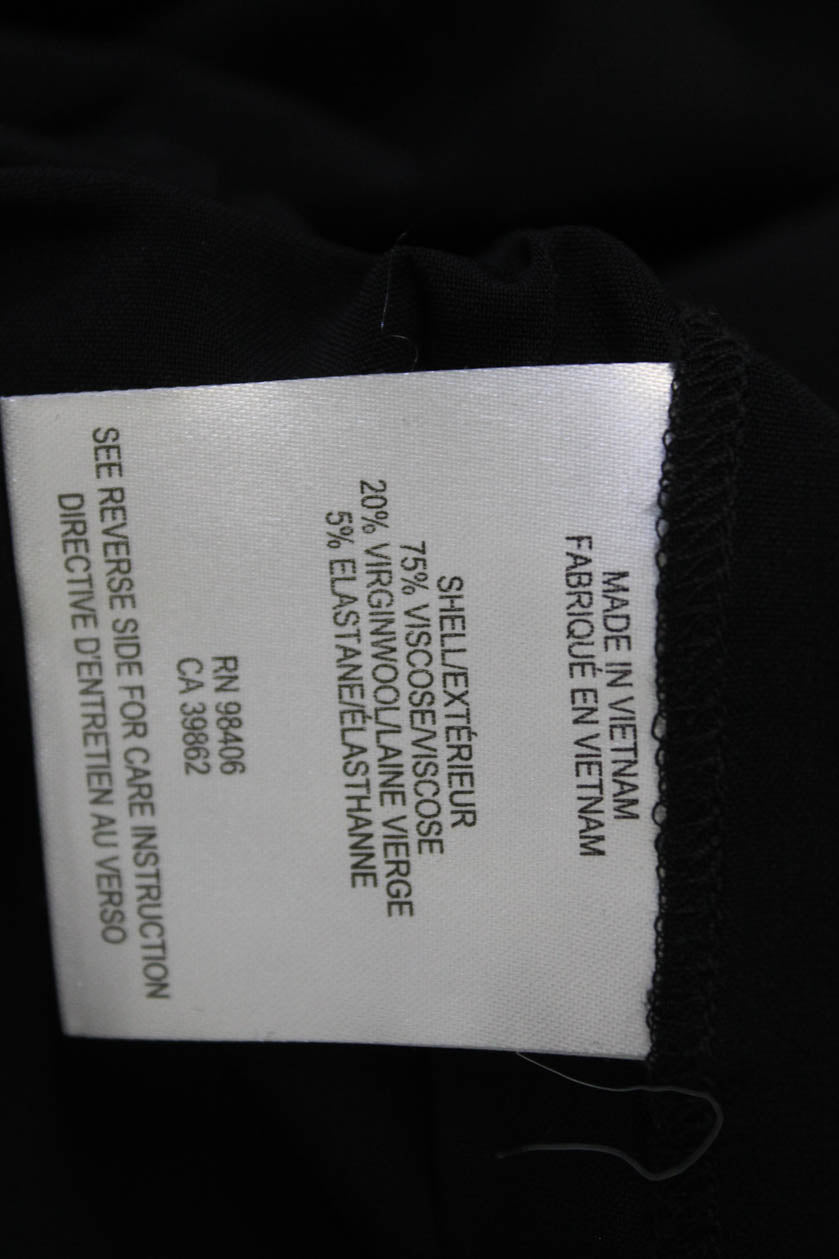 MADE IN VIETNAM
FABRIQUÉ EN VIETNAM
SHELL/EXTÉRIEUR
75% VISCOSE/VISCOSE
20% VIRGINWOOL/LAINE VIERGE
5% ELASTANE/ÉLASTHANNE
RN 98406
CA 39862
SEE REVERSE SIDE FOR CARE INSTRUCTION
DIRECTIVE D'ENTRETIEN AU VERSO